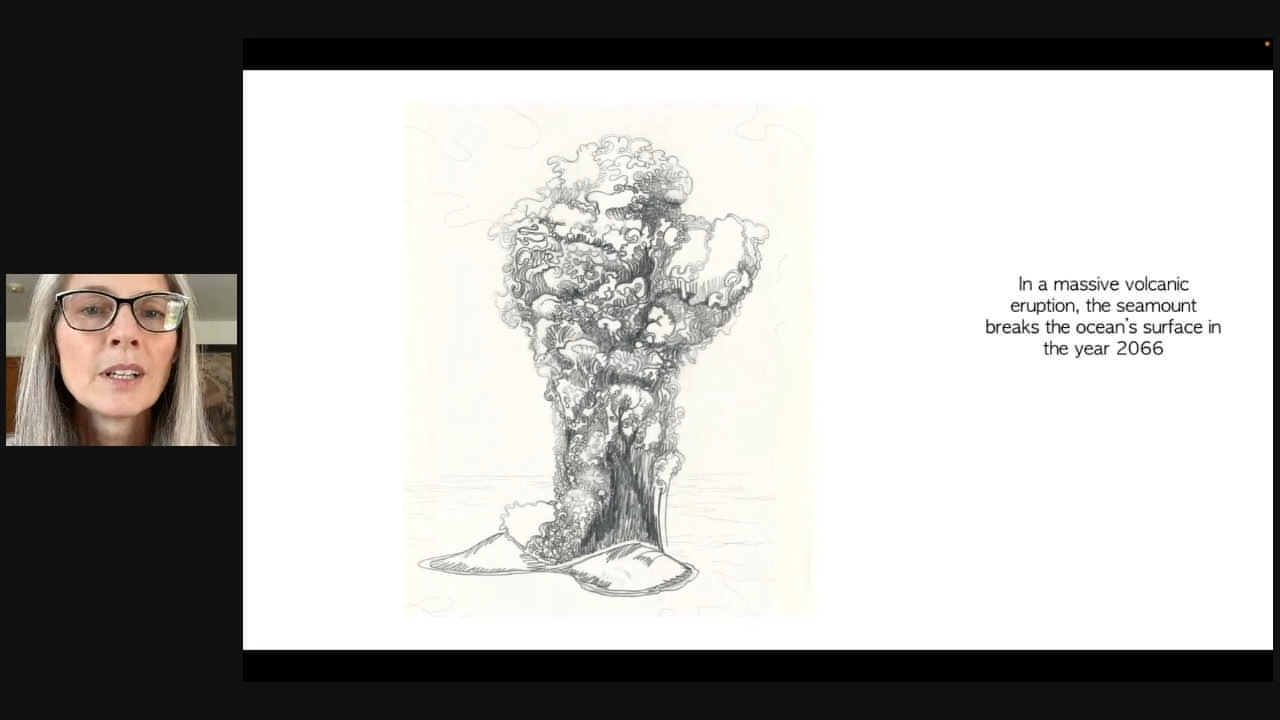 In a massive volcanic
eruption, the seamount
breaks the ocean's surface in
the year 2066